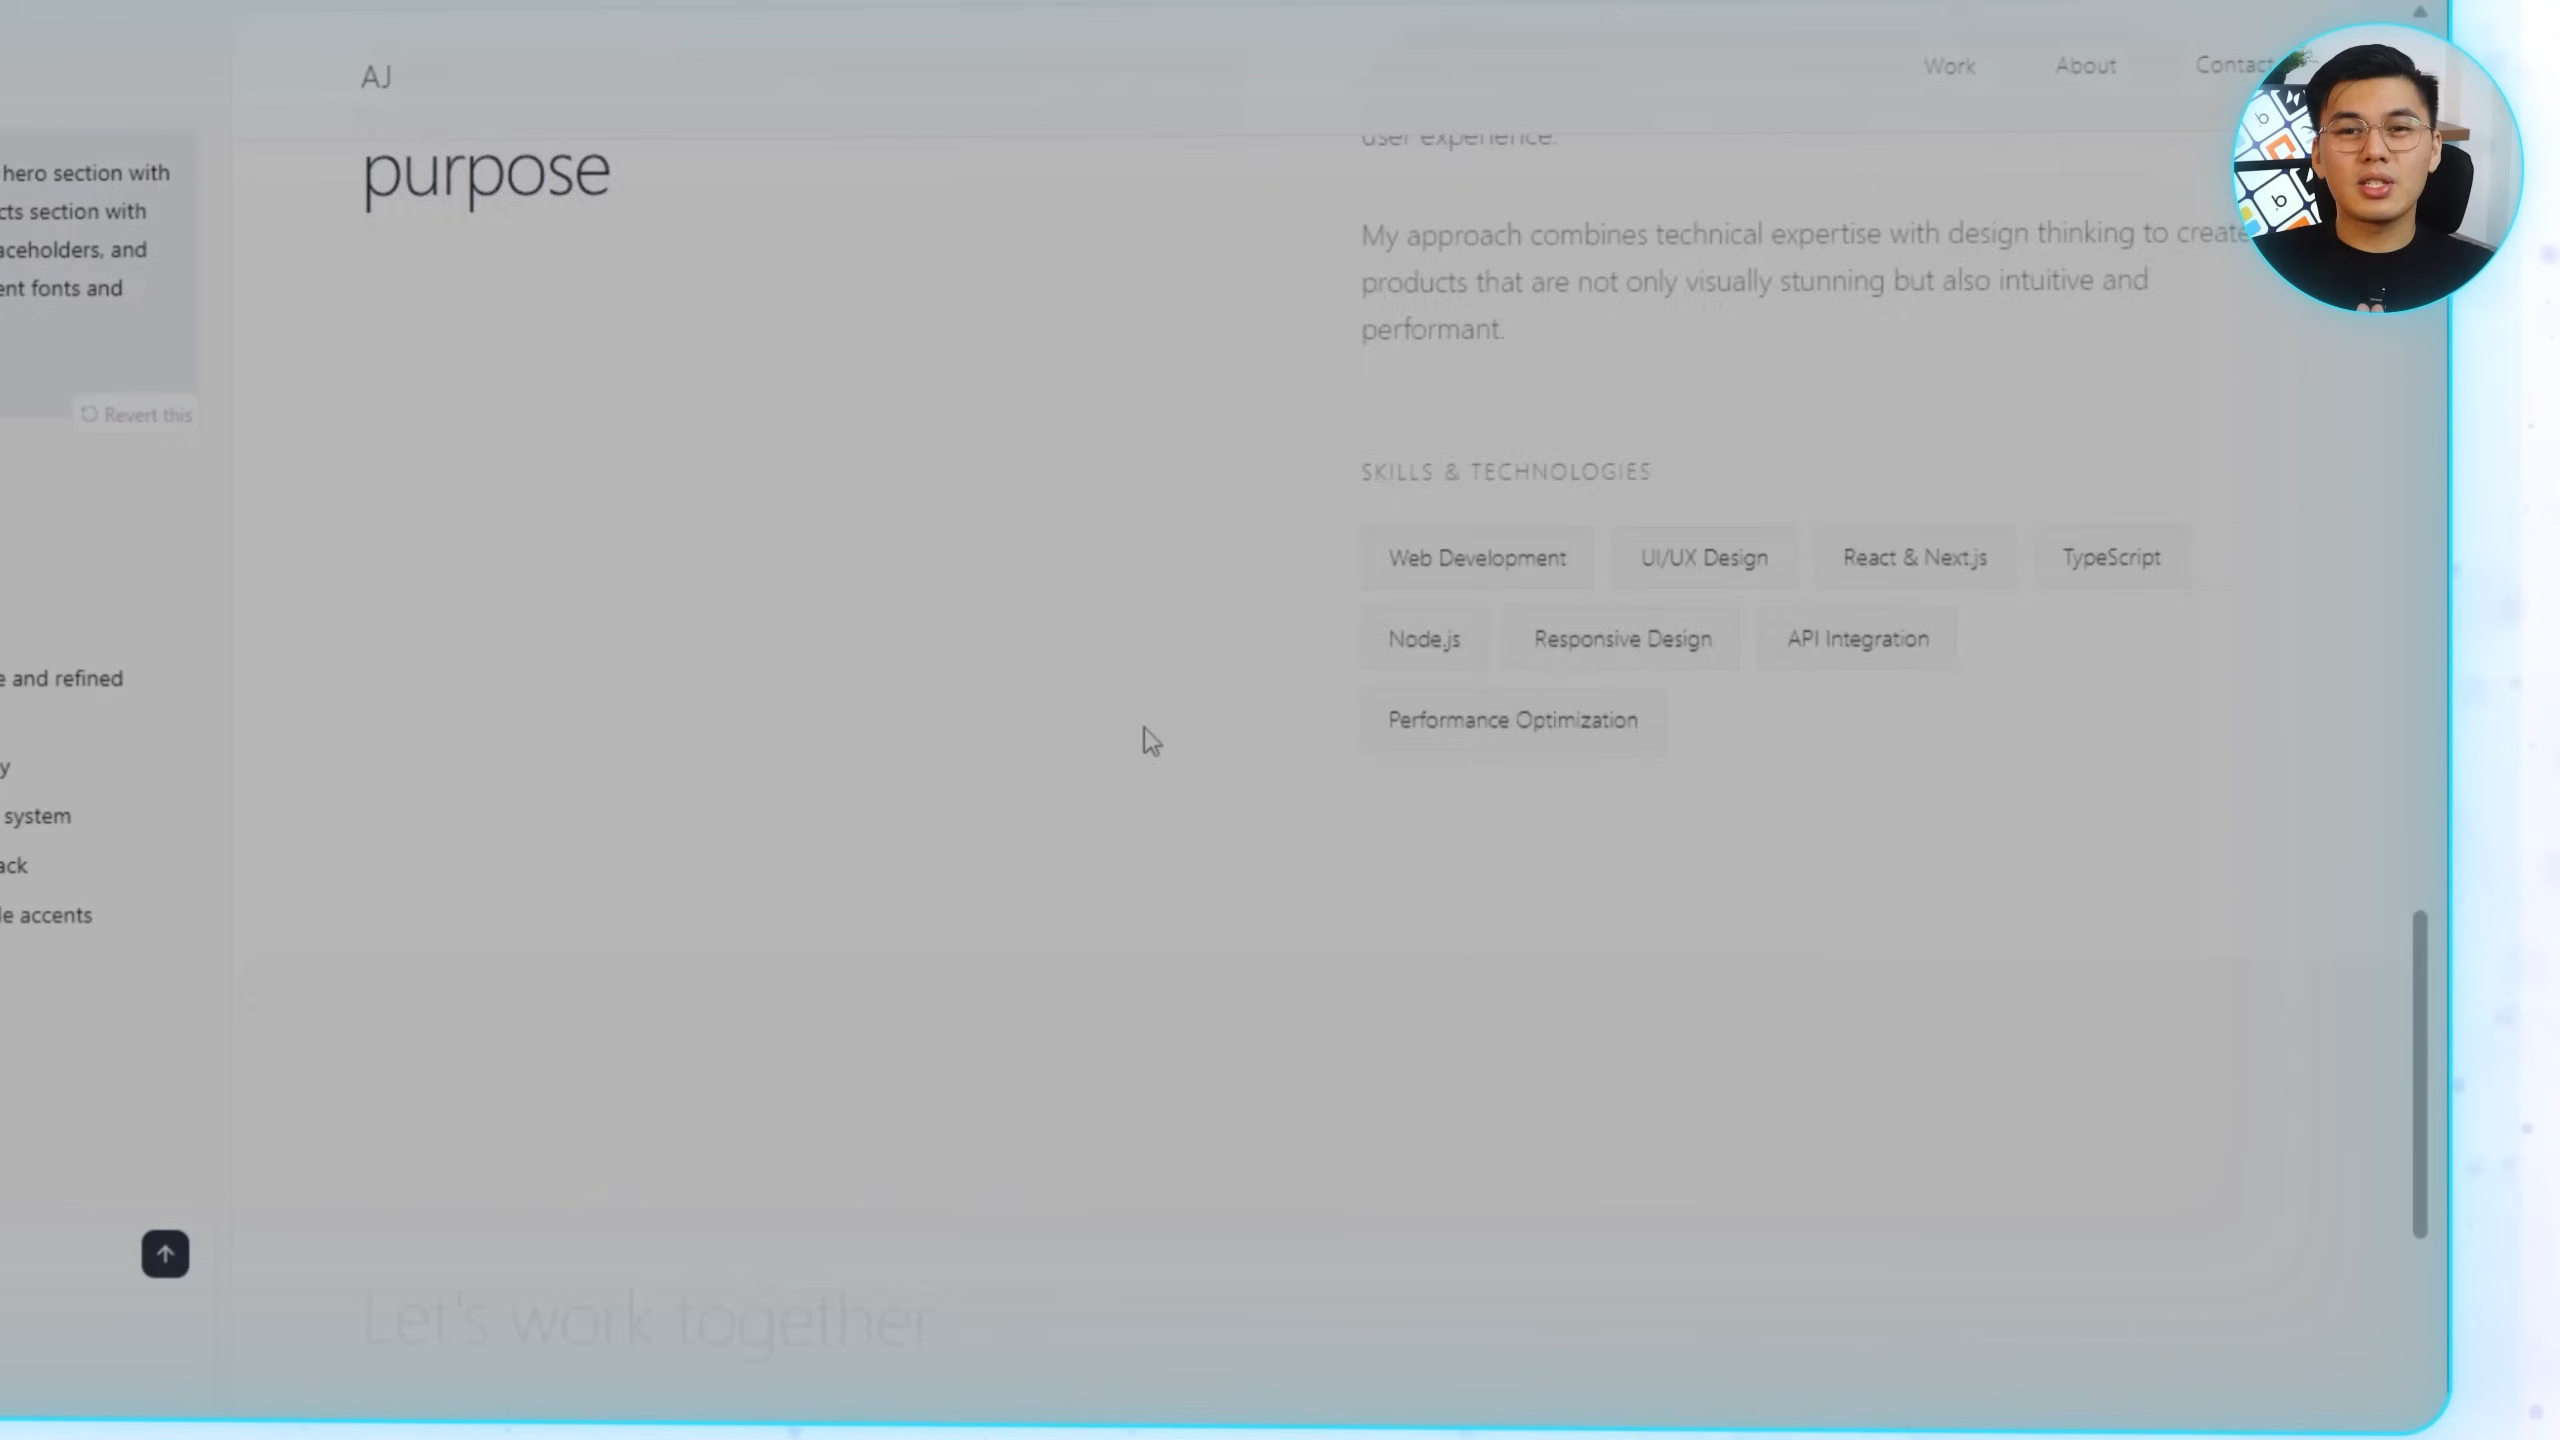 AJ
Work
About
Contact
hero section with
cts section with
aceholders, and
ent fonts and
Revert this
e and refined
y
system
ack
le accents
purpose
user experience.
My approach combines technical expertise with design thinking to create
products that are not only visually stunning but also intuitive and
performant.
SKILLS & TECHNOLOGIES
Web Development
UI/UX Design
React & Next.js
TypeScript
Node.js
Responsive Design
API Integration
Performance Optimization
Let's work together